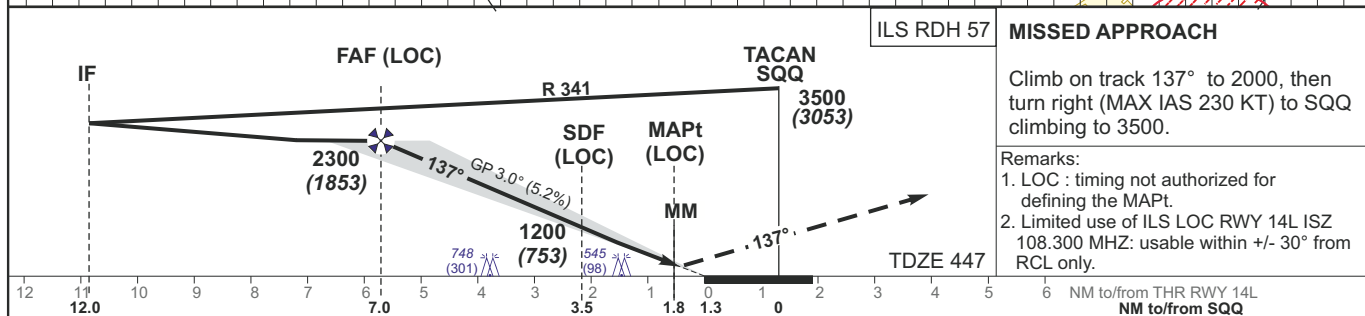 ILS RDH 57
FAF (LOC)
IF
TACAN
SQQ
R 341
3500
(3053)
SDF
(LOC)
MAPt
(LOC)
2300
(1853)
137°
GP 3.0° (5.2%)
MM
1200
(753)
137°
748
(301)
545
(98)
TDZE 447
12 11 10 9 8 7 6 5 4 3 2 1 0 1 2 3 4 5 6 NM to/from THR RWY 14L
12.0 7.0 3.5 1.8 1.3 0 NM to/from SQQ
MISSED APPROACH
Climb on track 137° to 2000, then
turn right (MAX IAS 230 KT) to SQQ
climbing to 3500.
Remarks:
1. LOC : timing not authorized for
defining the MAPt.
2. Limited use of ILS LOC RWY 14L ISZ
108.300 MHZ: usable within +/- 30° from
RCL only.